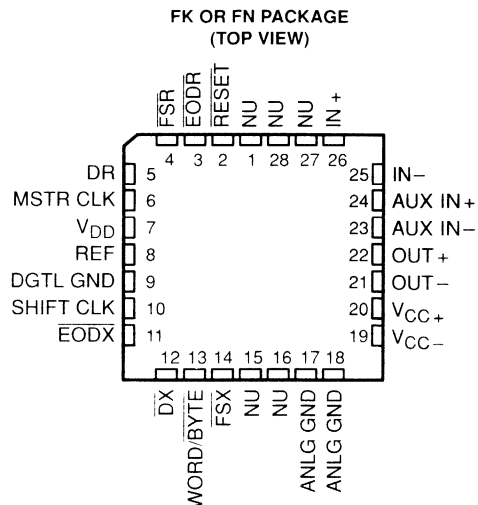 FK OR FN PACKAGE
(TOP VIEW)
FSR
EODR
RESET
NU
NU
NU
IN +
4 3 2 1 28 27 26
DR 5
MSTR CLK 6
VDD 7
REF 8
DGTL GND 9
SHIFT CLK 10
EODX 11
25 IN−
24 AUX IN+
23 AUX IN−
22 OUT +
21 OUT−
20 VCC+
19 VCC−
12 13 14 15 16 17 18
DX
WORD/BYTE
FSX
NU
NU
ANLG GND
ANLG GND